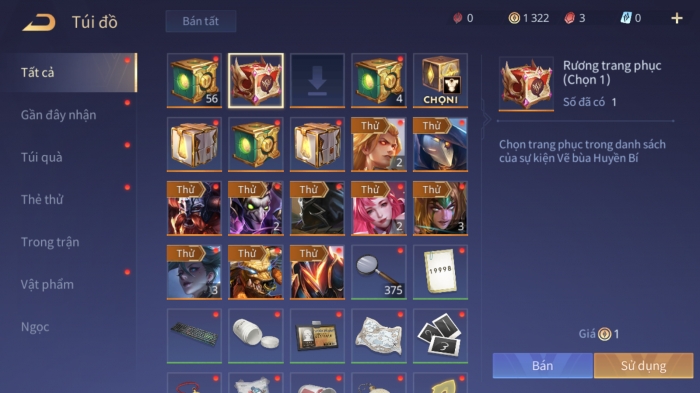 Túi đồ
Bán tất
0
1 322
3
0
Tất cả
Gần đây nhận
Túi quà
Thẻ thử
Trong trận
Vật phẩm
Ngọc
56
4
CHỌN 1
Thử
2
Thử
Thử
Thử
2
Thử
Thử
2
Thử
3
Thử
3
Thử
Thử
375
19998
Rương trang phục
(Chọn 1)
Số đã có 1
Chọn trang phục trong danh sách
của sự kiện Vẽ bùa Huyền Bí
Giá 1
Bán
Sử dụng